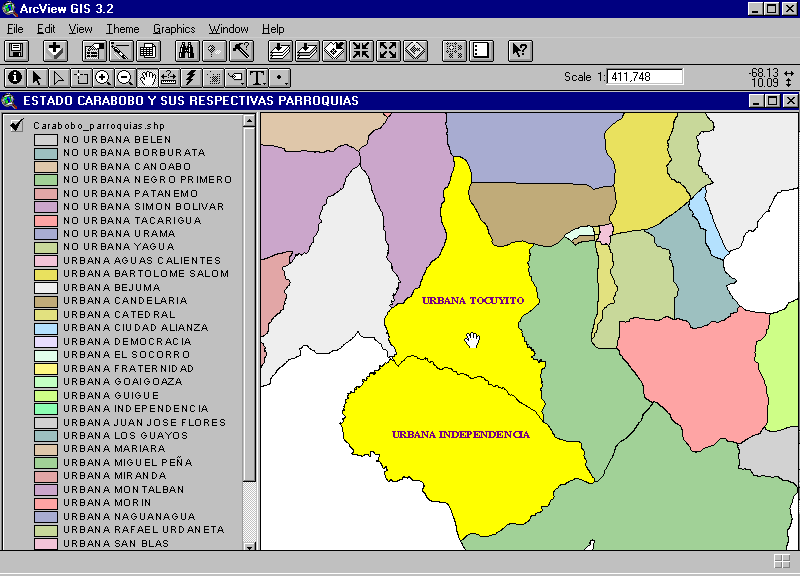 ArcView GIS 3.2
File Edit View Theme Graphics Window Help
Scale 1: 411,748
-68.13
10.09
ESTADO CARABOBO Y SUS RESPECTIVAS PARROQUIAS
Carabobo_parroquias.shp
NO URBANA BELEN
NO URBANA BORBURATA
NO URBANA CANOABO
NO URBANA NEGRO PRIMERO
NO URBANA PATANEMO
NO URBANA SIMON BOLIVAR
NO URBANA TACARIGUA
NO URBANA URAMA
NO URBANA YAGUA
URBANA AGUAS CALIENTES
URBANA BARTOLOME SALOM
URBANA BEJUMA
URBANA CANDELARIA
URBANA CATEDRAL
URBANA CIUDAD ALIANZA
URBANA DEMOCRACIA
URBANA EL SOCORRO
URBANA FRATERNIDAD
URBANA GOAIGOAZA
URBANA GUIGUE
URBANA INDEPENDENCIA
URBANA JUAN JOSE FLORES
URBANA LOS GUAYOS
URBANA MARIARA
URBANA MIGUEL PEÑA
URBANA MIRANDA
URBANA MONTALBAN
URBANA MORIN
URBANA NAGUANAGUA
URBANA RAFAEL URDANETA
URBANA SAN BLAS
URBANA TOCUYITO
URBANA INDEPENDENCIA